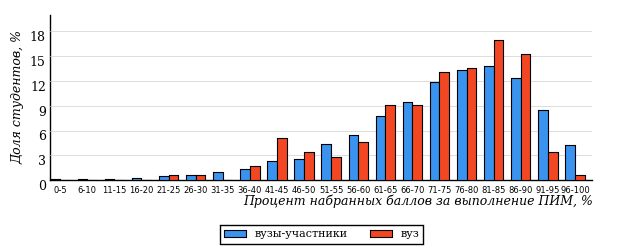 Доля студентов, %
18
15
12
9
6
3
0
0-5 6-10 11-15 16-20 21-25 26-30 31-35 36-40 41-45 46-50 51-55 56-60 61-65 66-70 71-75 76-80 81-85 86-90 91-95 96-100
Процент набранных баллов за выполнение ПИМ, %
вузы-участники вуз